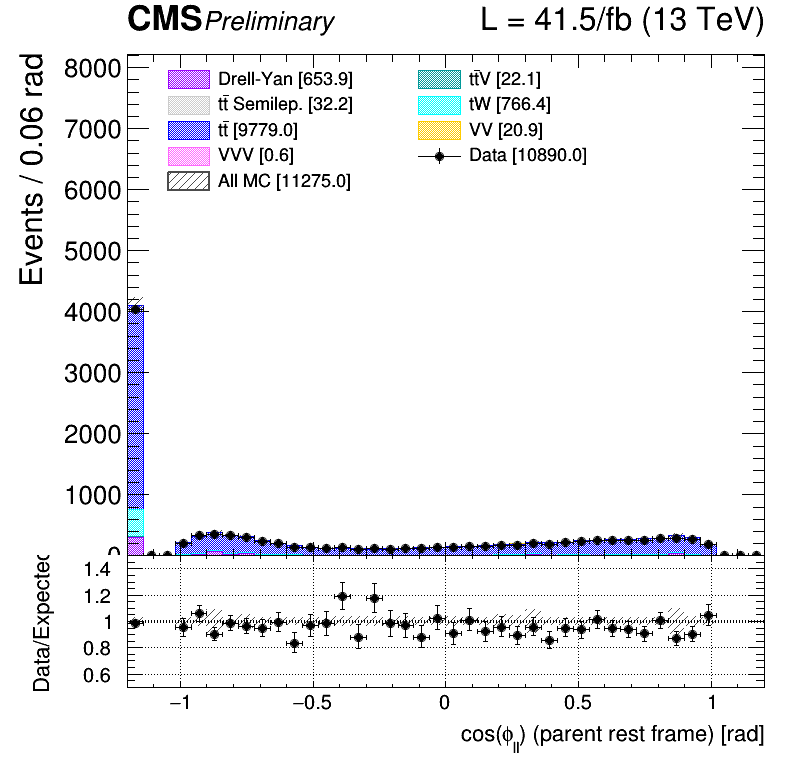 CMS Preliminary L = 41.5/fb (13 TeV)
Events / 0.06 rad
8000
7000
6000
5000
4000
3000
2000
1000
0
Drell-Yan [653.9]
tt̄ Semilep. [32.2]
tt̄ [9779.0]
VVV [0.6]
All MC [11275.0]
tt̄V [22.1]
tW [766.4]
VV [20.9]
Data [10890.0]
Data/Expected
1.4
1.2
1
0.8
0.6
−1 −0.5 0 0.5 1
cos(ϕ_ll) (parent rest frame) [rad]